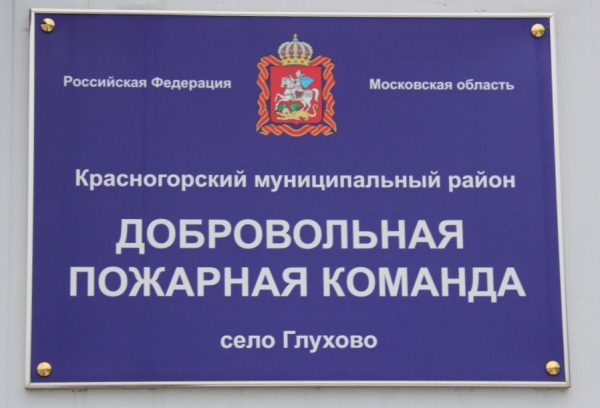 Российская Федерация
Московская область
Красногорский муниципальный район
ДОБРОВОЛЬНАЯ
ПОЖАРНАЯ КОМАНДА
село Глухово